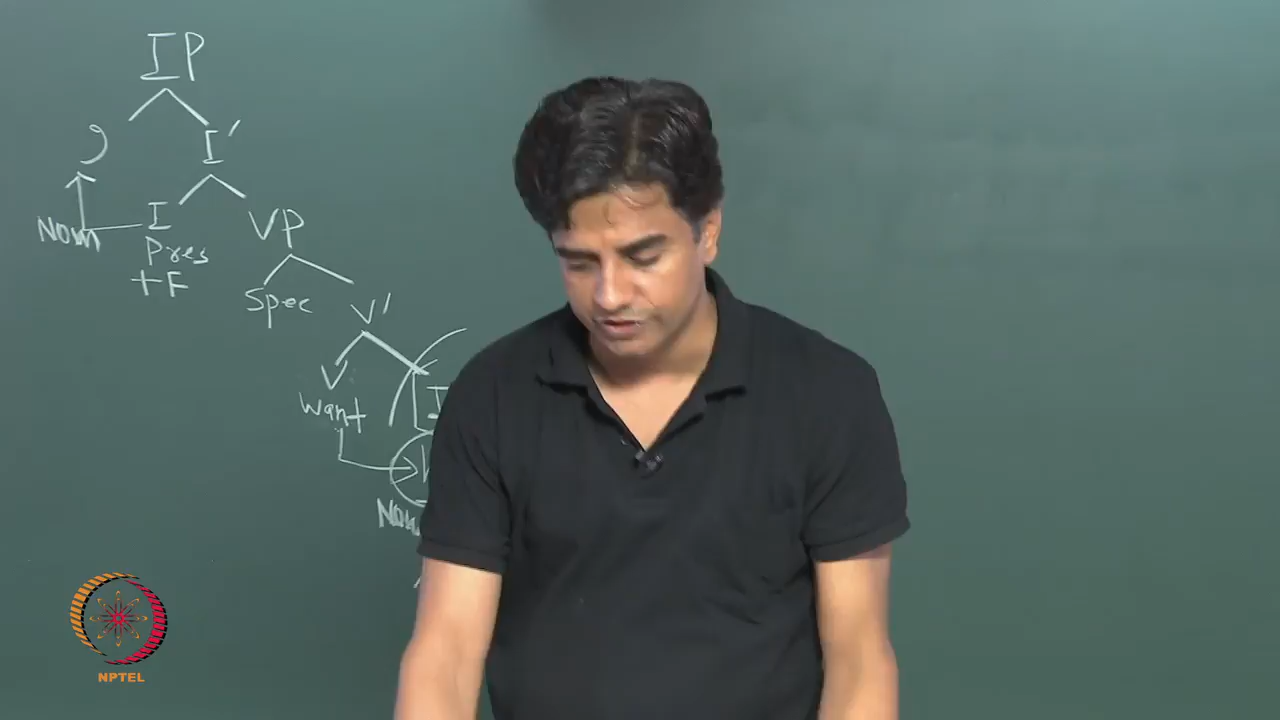 IP
I'
Nom I VP
Pres
+F Spec V'
V
Want I
Nom
NPTEL